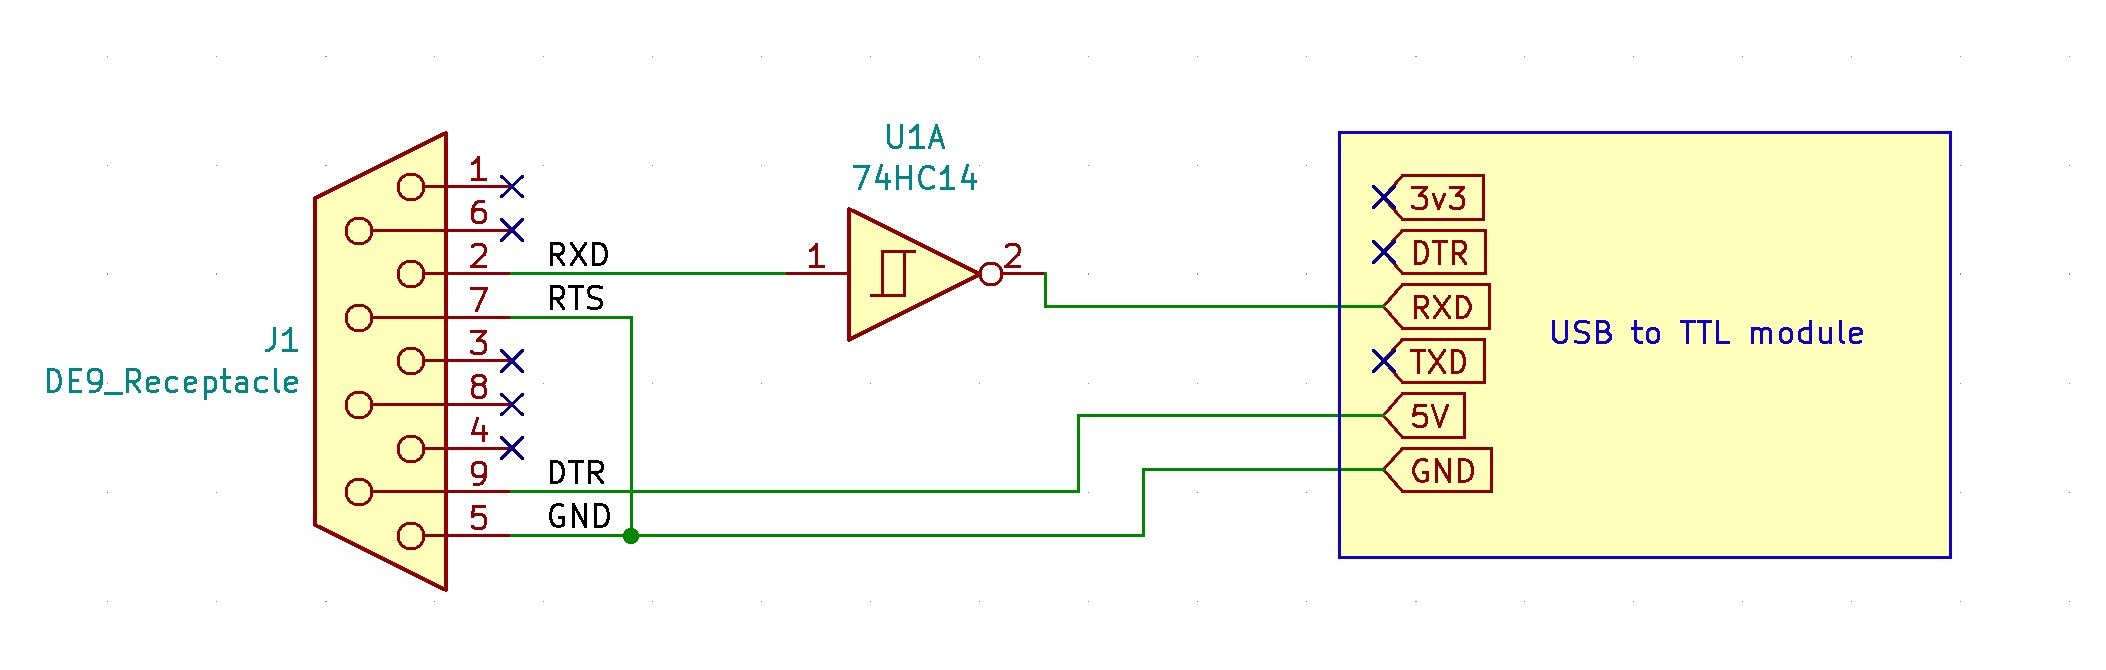 U1A
74HC14
J1
DE9_Receptacle
1
6
2
7
3
8
4
9
5
RXD
RTS
DTR
GND
1
2
3v3
DTR
RXD
TXD
5V
GND
USB to TTL module